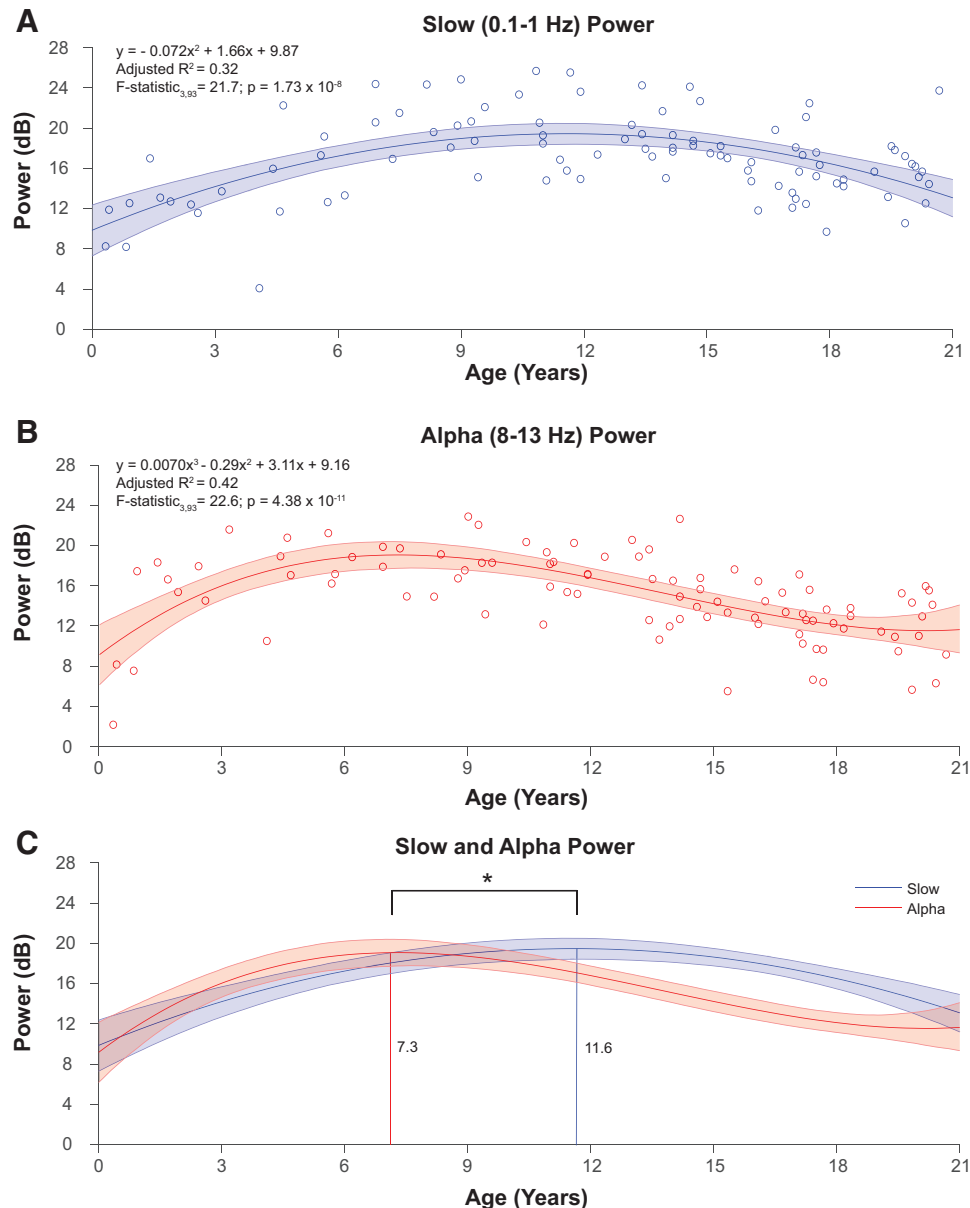 A
Slow (0.1-1 Hz) Power
y = - 0.072x² + 1.66x + 9.87
Adjusted R² = 0.32
F-statistic₃,₉₃= 21.7; p = 1.73 x 10⁻⁸
Power (dB)
28
24
20
16
12
8
4
0
0 3 6 9 12 15 18 21
Age (Years)
B
Alpha (8-13 Hz) Power
y = 0.0070x³ - 0.29x² + 3.11x + 9.16
Adjusted R² = 0.42
F-statistic₃,₉₃= 22.6; p = 4.38 x 10⁻¹¹
Power (dB)
28
24
20
16
12
8
4
0
0 3 6 9 12 15 18 21
Age (Years)
C
Slow and Alpha Power
*
Slow
Alpha
Power (dB)
28
24
20
16
12
8
4
0
7.3
11.6
0 3 6 9 12 15 18 21
Age (Years)